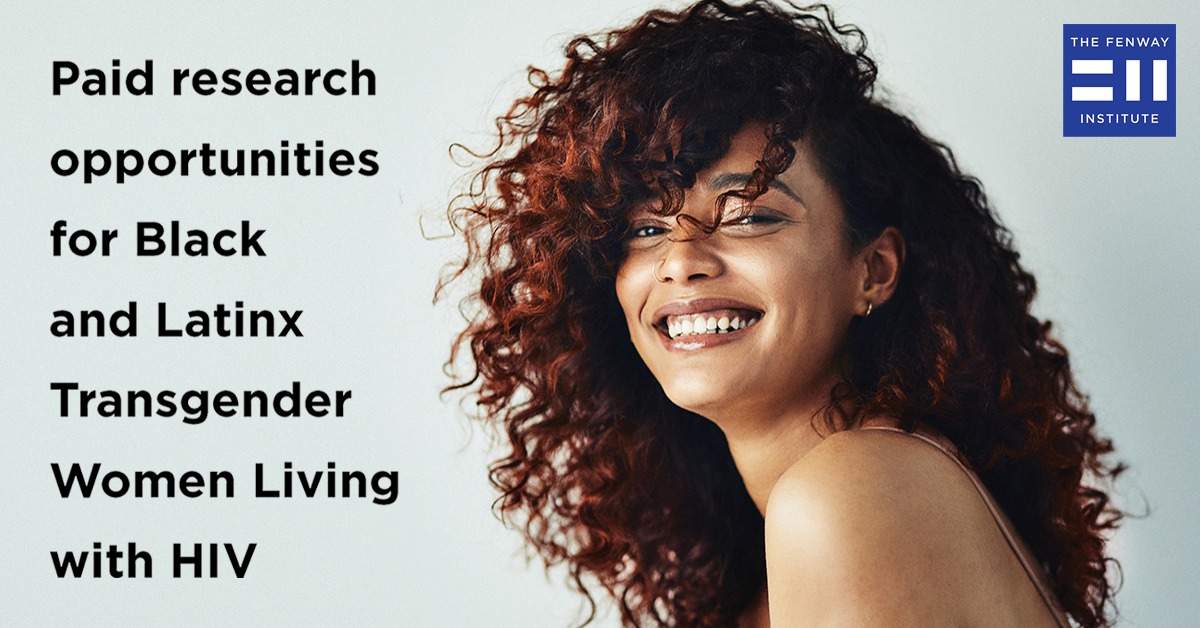 Paid research
opportunities
for Black
and Latinx
Transgender
Women Living
with HIV
THE FENWAY
INSTITUTE